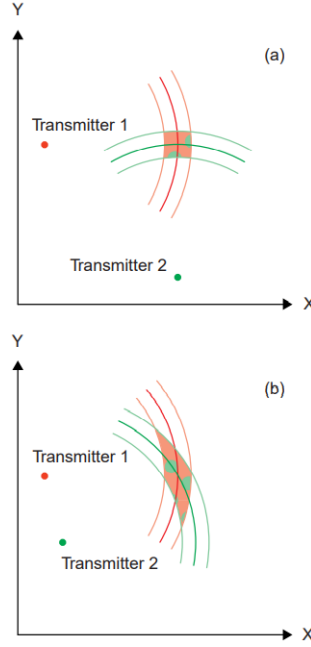 Y
(a)
Transmitter 1
Transmitter 2
X
Y
(b)
Transmitter 1
Transmitter 2
X